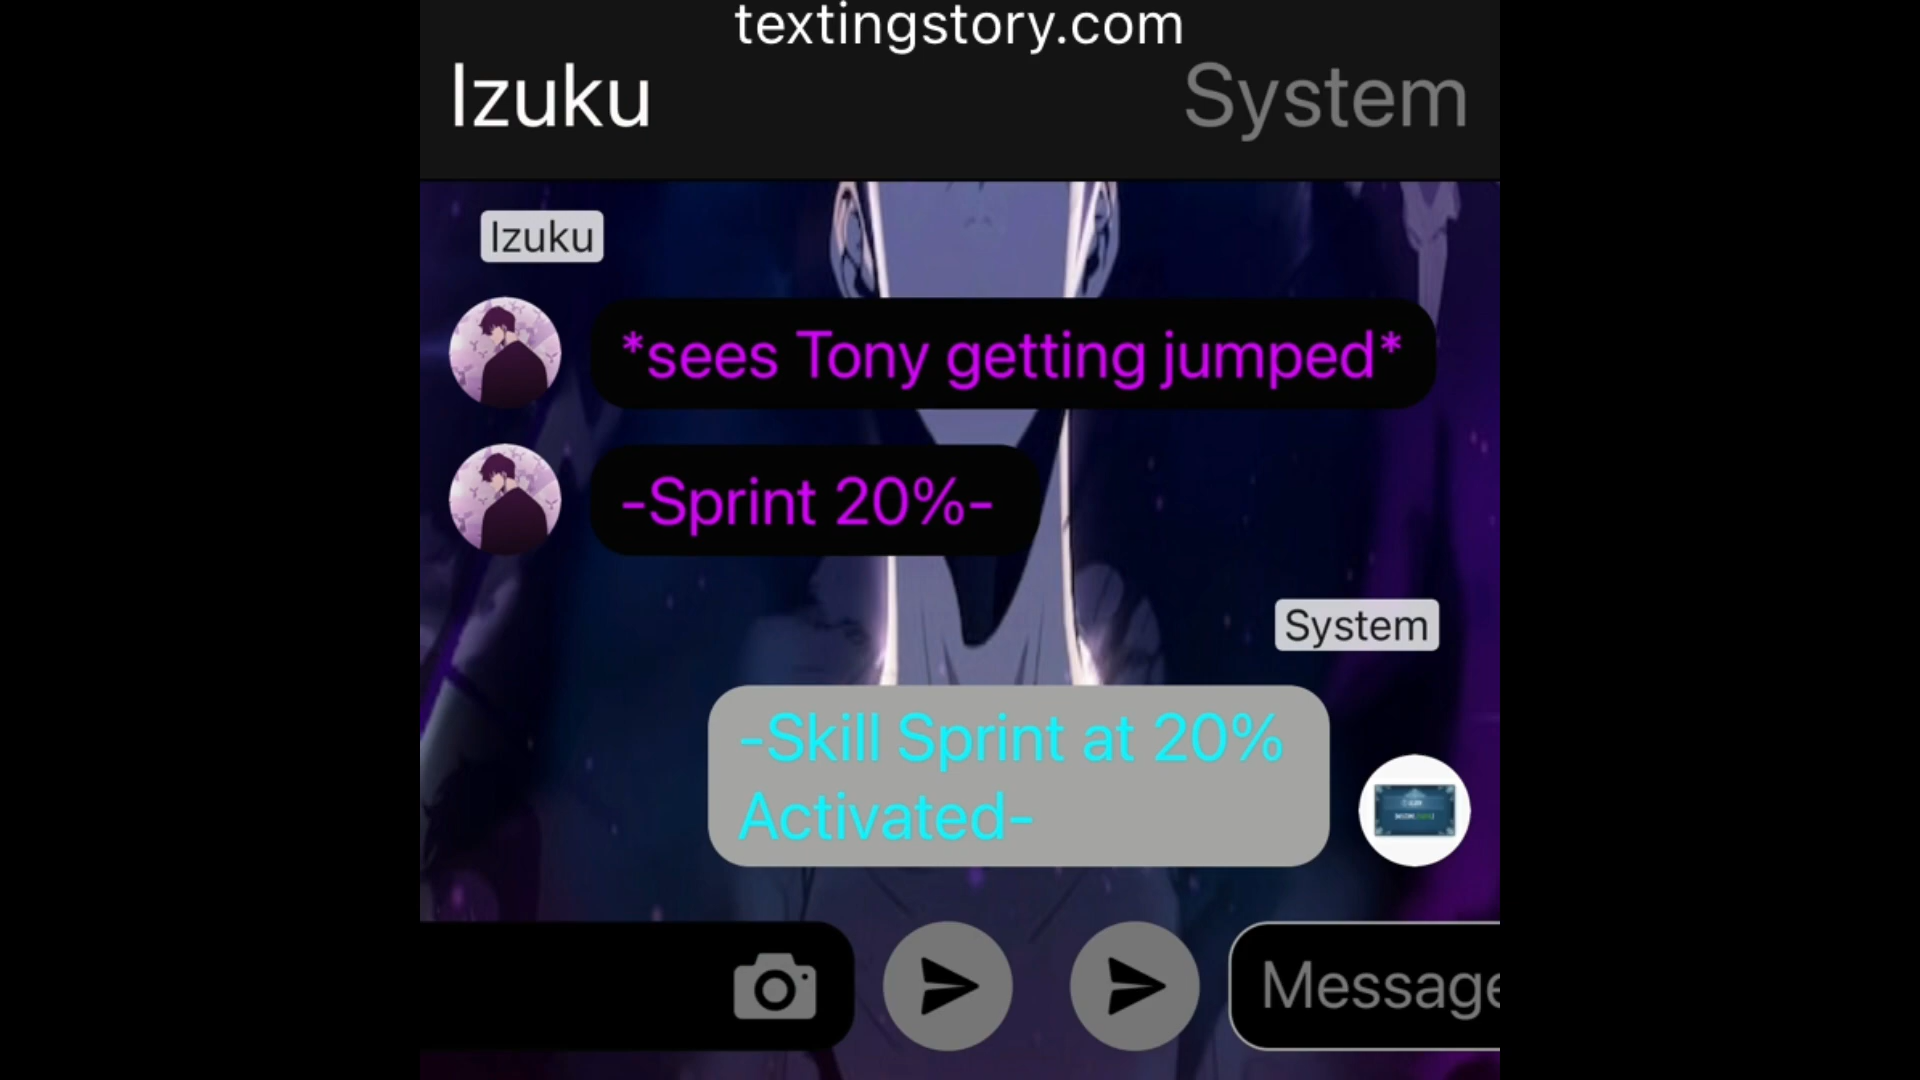 textingstory.com
Izuku
System
Izuku
*sees Tony getting jumped*
-Sprint 20%-
System
-Skill Sprint at 20%
Activated-
Message